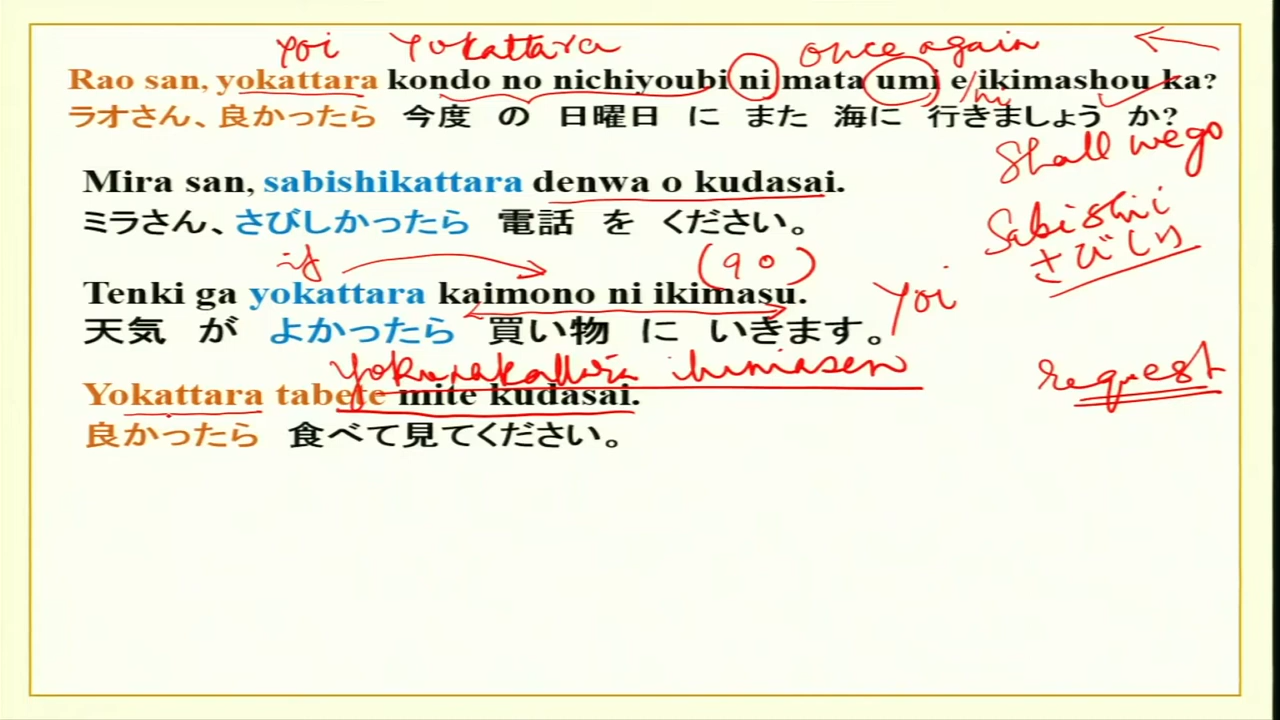 yoi yokattara once again
Rao san, yokattara kondo no nichiyoubi ni mata umi e/ni ikimashou ka?
ラオさん、良かったら 今度 の 日曜日 に また 海に 行きましょう か?
Shall we go
Mira san, sabishikattara denwa o kudasai.
Sabishii
ミラさん、さびしかったら 電話 を ください。
さびしい
if (90)
Tenki ga yokattara kaimono ni ikimasu.
yoi
天気 が よかったら 買い物 に いきます。
yokunakattara ikimasen
request
Yokattara tabete mite kudasai.
良かったら 食べて見てください。